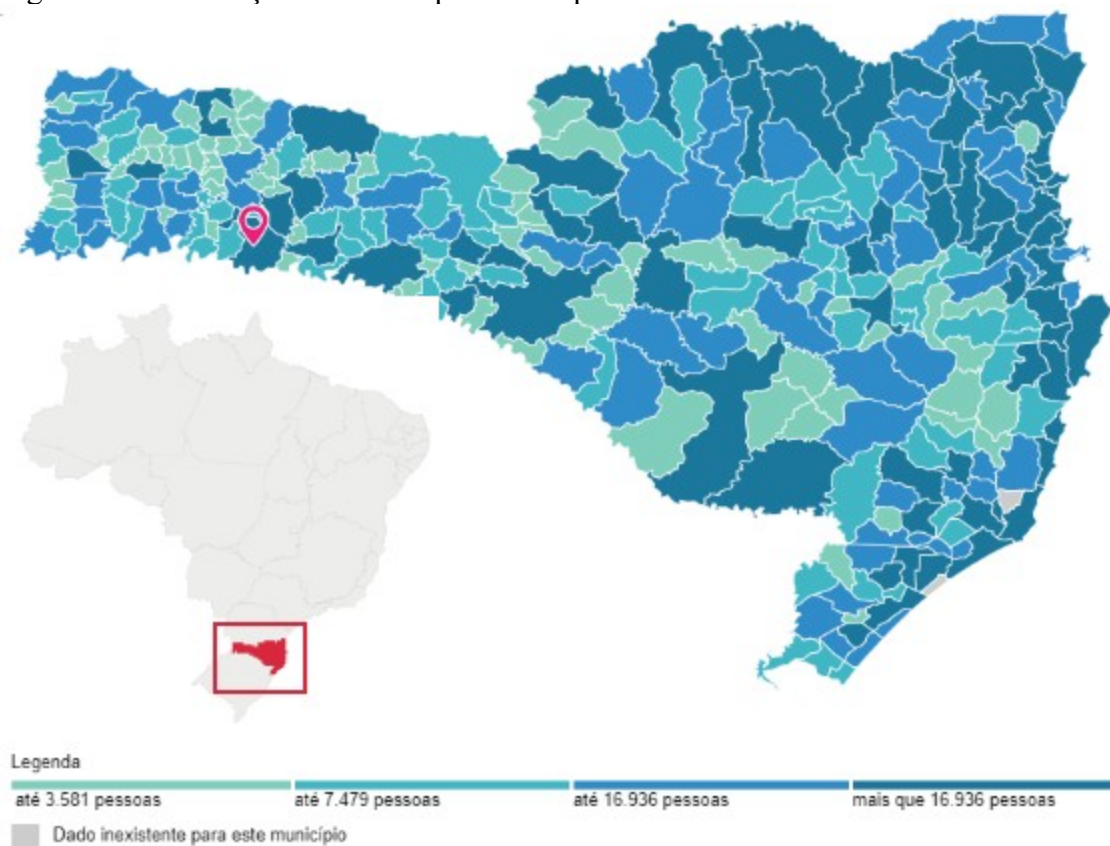 Legenda
até 3.581 pessoas
até 7.479 pessoas
até 16.936 pessoas
mais que 16.936 pessoas
Dado inexistente para este município